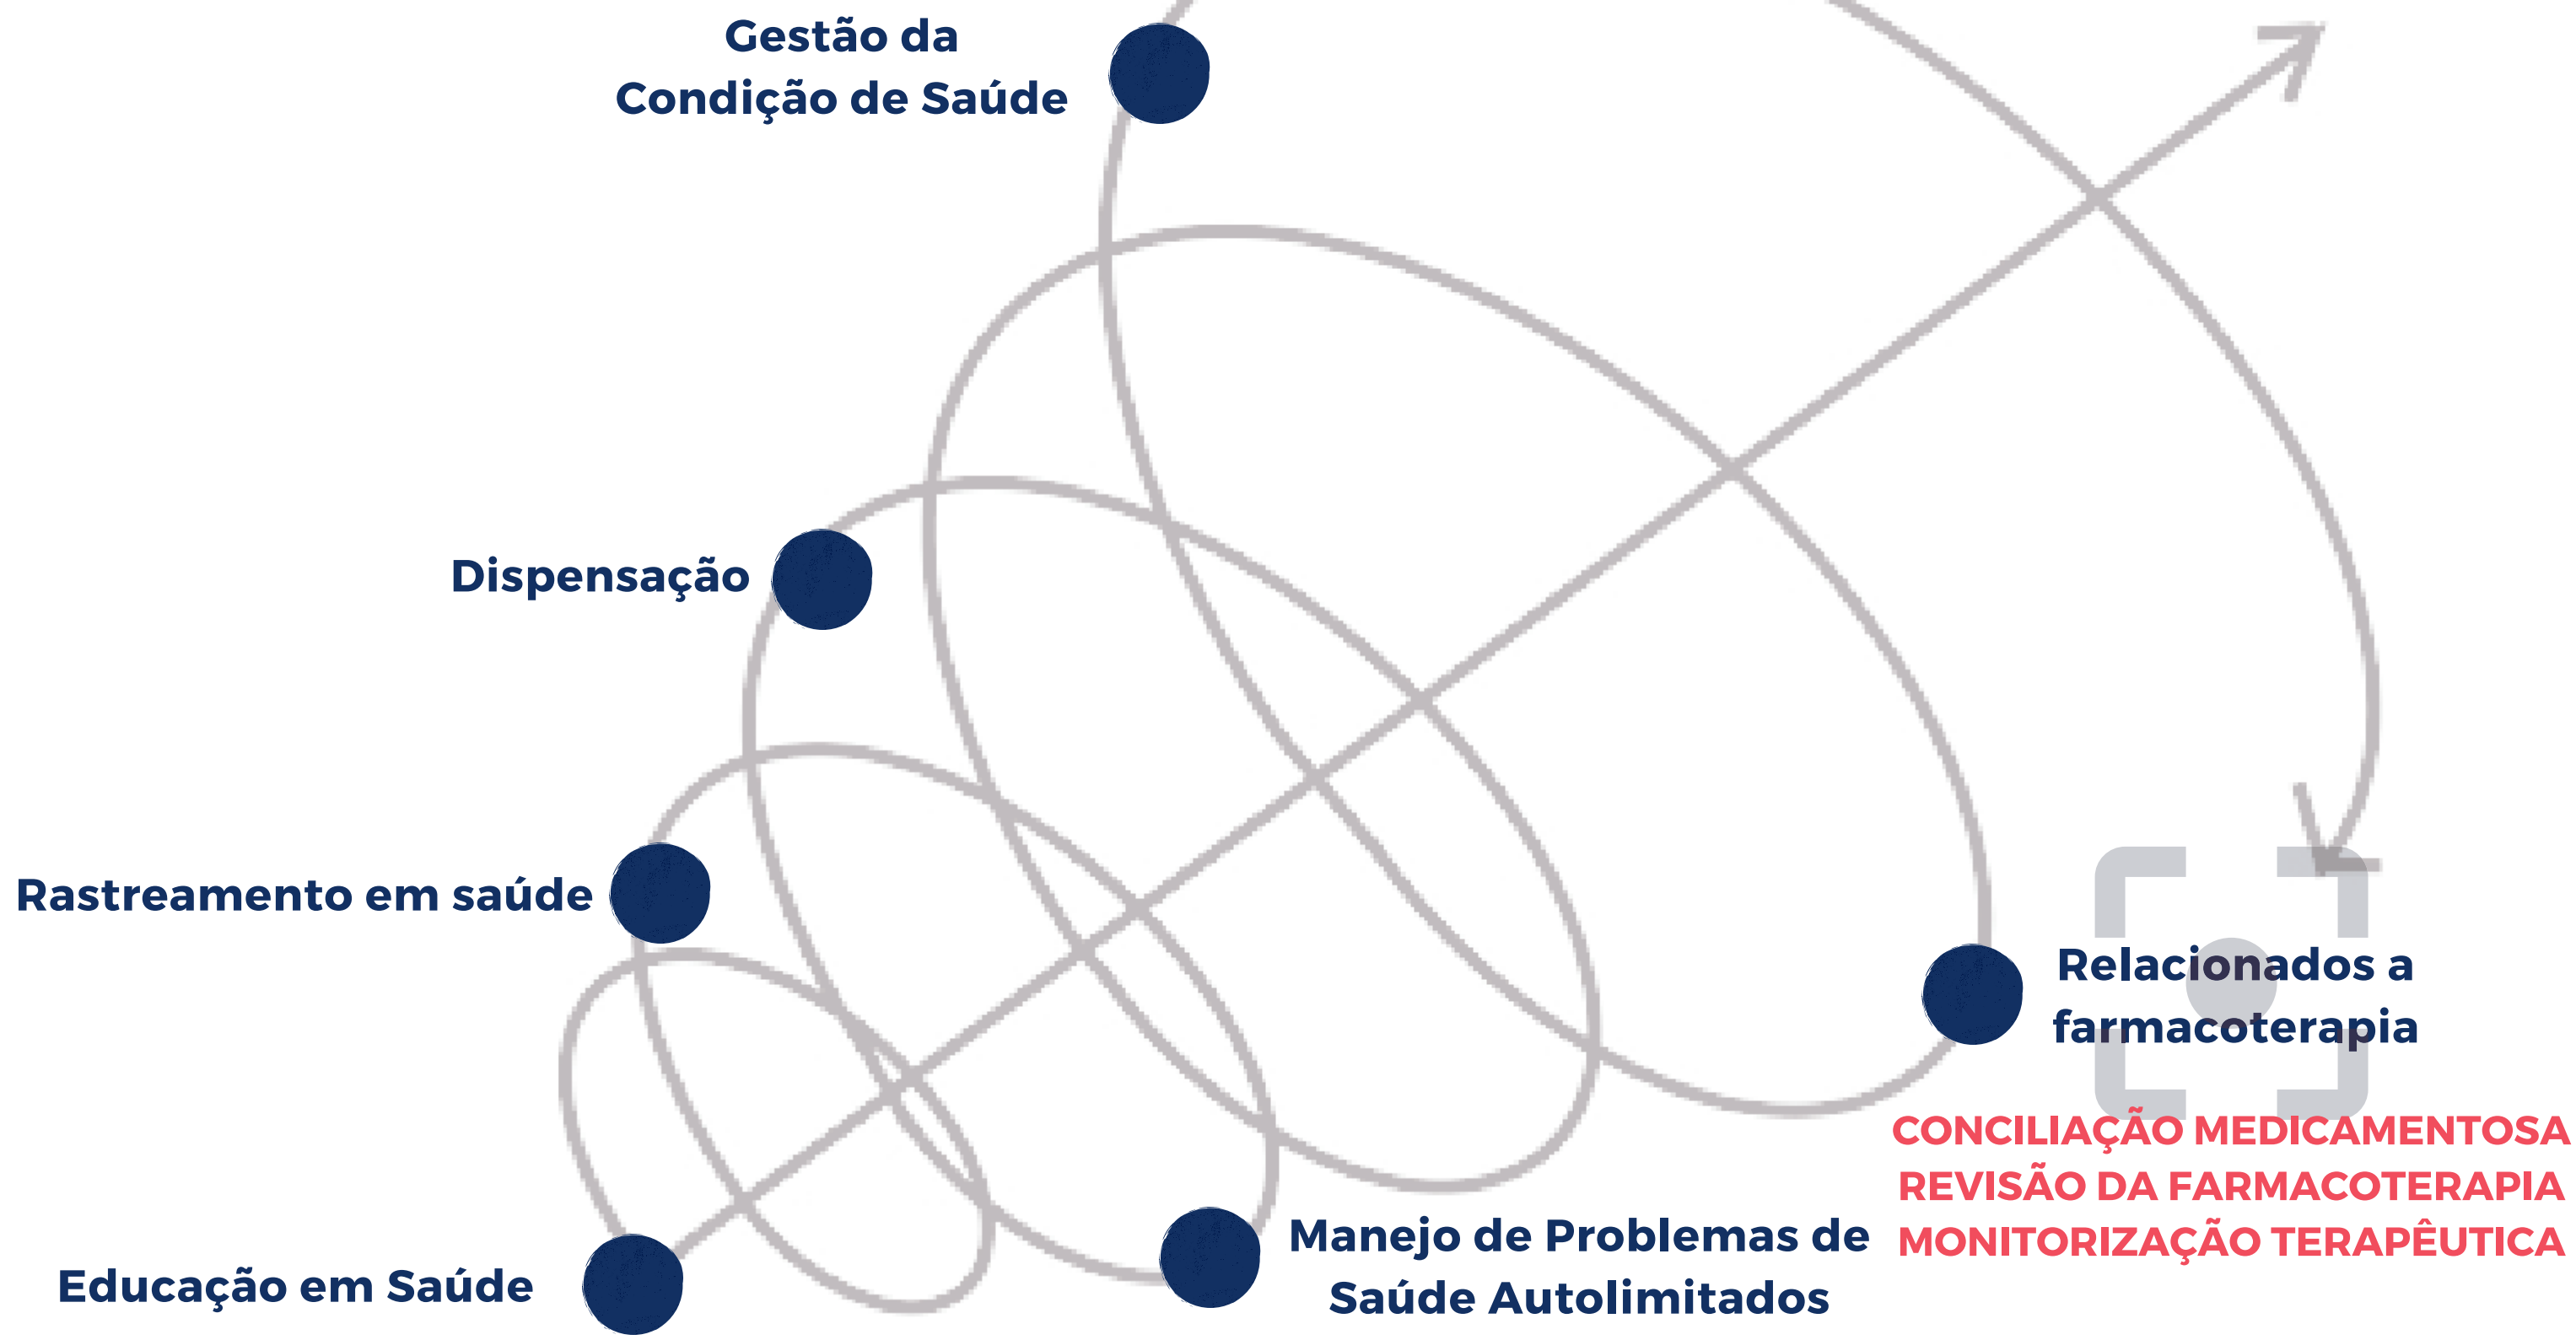 Gestão da
Condição de Saúde
Dispensação
Rastreamento em saúde
Relacionados a
farmacoterapia
CONCILIAÇÃO MEDICAMENTOSA
REVISÃO DA FARMACOTERAPIA
MONITORIZAÇÃO TERAPÊUTICA
Manejo de Problemas de
Saúde Autolimitados
Educação em Saúde